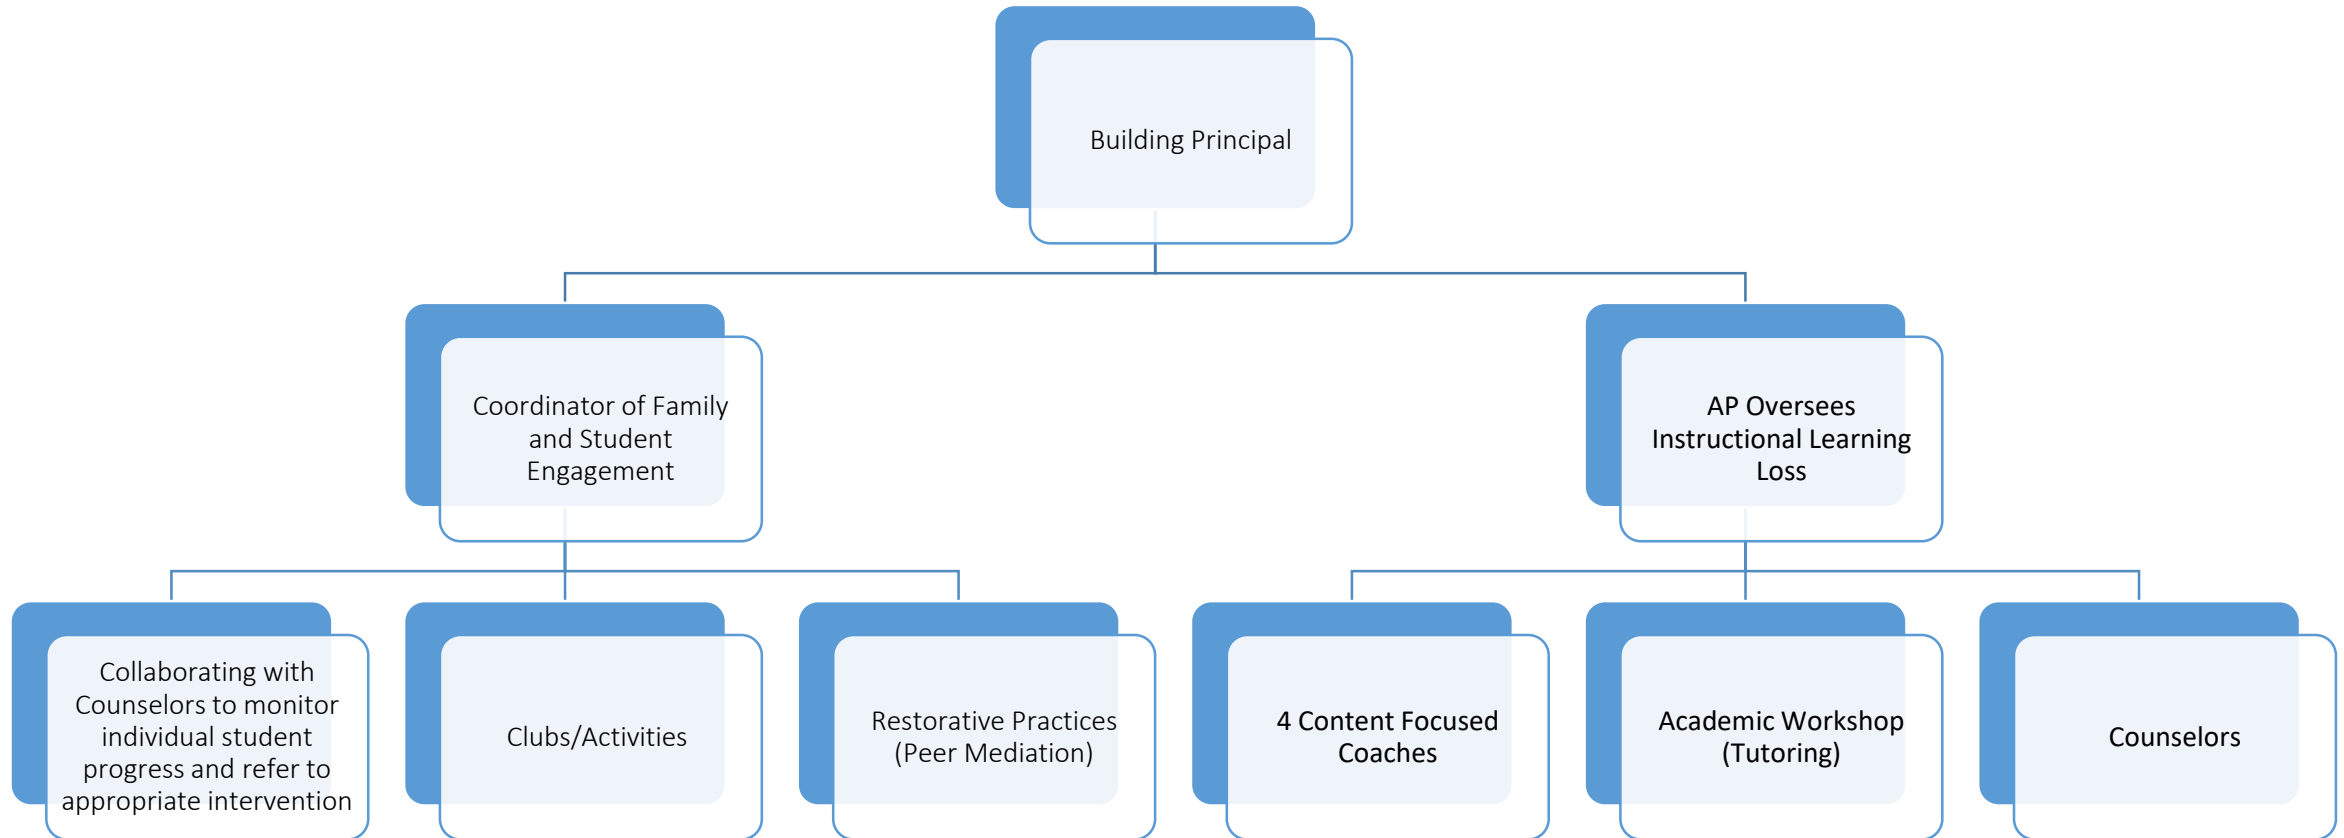 Building Principal
Coordinator of Family
and Student
Engagement
AP Oversees
Instructional Learning
Loss
Collaborating with
Counselors to monitor
individual student
progress and refer to
appropriate intervention
Clubs/Activities
Restorative Practices
(Peer Mediation)
4 Content Focused
Coaches
Academic Workshop
(Tutoring)
Counselors